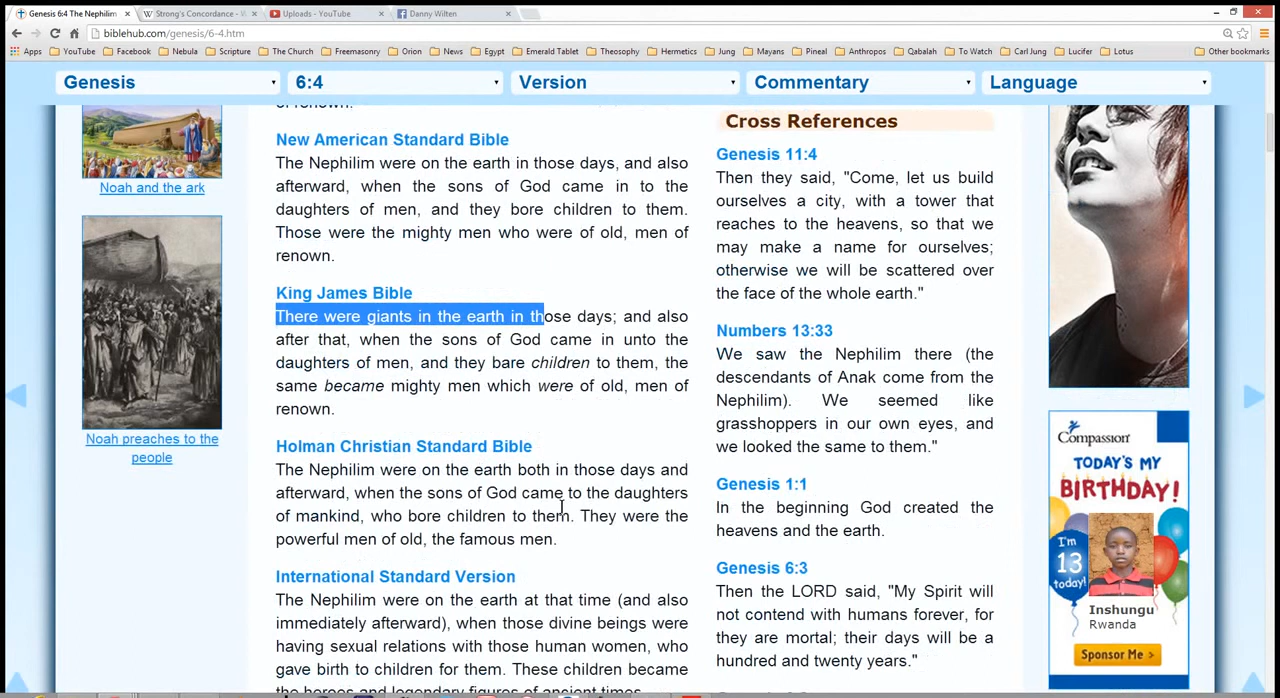 Genesis 6:4 The Nephilim
Strong's Concordance - W
Uploads - YouTube
Danny Wilten
biblehub.com/genesis/6-4.htm
Apps
YouTube
Facebook
Nebula
Scripture
The Church
Freemasonry
Orion
News
Egypt
Emerald Tablet
Theosophy
Hermetics
Jung
Mayans
Pineal
Anthropos
Qabalah
To Watch
Carl Jung
Lucifer
Lotus
Other bookmarks
Genesis
6:4
Version
Commentary
Language
Noah and the ark
Noah preaches to the
people
of renown.
New American Standard Bible
The Nephilim were on the earth in those days, and also
afterward, when the sons of God came in to the
daughters of men, and they bore children to them.
Those were the mighty men who were of old, men of
renown.
King James Bible
There were giants in the earth in those days; and also
after that, when the sons of God came in unto the
daughters of men, and they bare children to them, the
same became mighty men which were of old, men of
renown.
Holman Christian Standard Bible
The Nephilim were on the earth both in those days and
afterward, when the sons of God came to the daughters
of mankind, who bore children to them. They were the
powerful men of old, the famous men.
International Standard Version
The Nephilim were on the earth at that time (and also
immediately afterward), when those divine beings were
having sexual relations with those human women, who
gave birth to children for them. These children became
the heroes and legendary figures of ancient times.
Cross References
Genesis 11:4
Then they said, "Come, let us build
ourselves a city, with a tower that
reaches to the heavens, so that we
may make a name for ourselves;
otherwise we will be scattered over
the face of the whole earth."
Numbers 13:33
We saw the Nephilim there (the
descendants of Anak come from the
Nephilim). We seemed like
grasshoppers in our own eyes, and
we looked the same to them."
Genesis 1:1
In the beginning God created the
heavens and the earth.
Genesis 6:3
Then the LORD said, "My Spirit will
not contend with humans forever, for
they are mortal; their days will be a
hundred and twenty years."
Compassion
TODAY'S MY
BIRTHDAY!
I'm
13
today!
Inshungu
Rwanda
Sponsor Me >